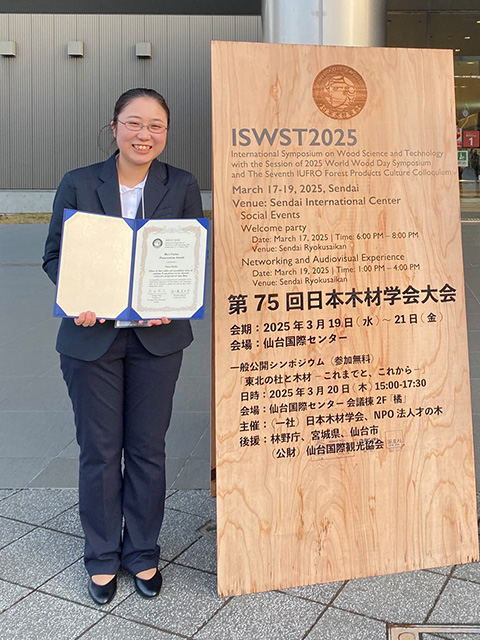 Best Poster
Presentation Award
ISWST2025
International Symposium on Wood Science and Technology
with the Session of 2025 World Wood Day Symposium
and The Seventh IUFRO Forest Products Culture Colloquium
March 17-19, 2025, Sendai
Venue: Sendai International Center
Social Events
Welcome party
Date: March 17, 2025 | Time: 6:00 PM – 8:00 PM
Venue: Sendai Ryokusaikan
Networking and Audiovisual Experience
Date: March 19, 2025 | Time: 1:00 PM – 4:00 PM
Venue: Sendai Ryokusaikan
第75回日本木材学会大会
会期：2025年3月19日（水）～21日（金）
会場：仙台国際センター
一般公開シンポジウム（参加無料）
「東北の杜と木材 －これまでと、これから－」
日時：2025年3月20日（木）15:00-17:30
会場：仙台国際センター会議棟2F「橘」
主催：（一社）日本木材学会、NPO法人才の木
後援：林野庁、宮城県、仙台市
（公財）仙台国際観光協会